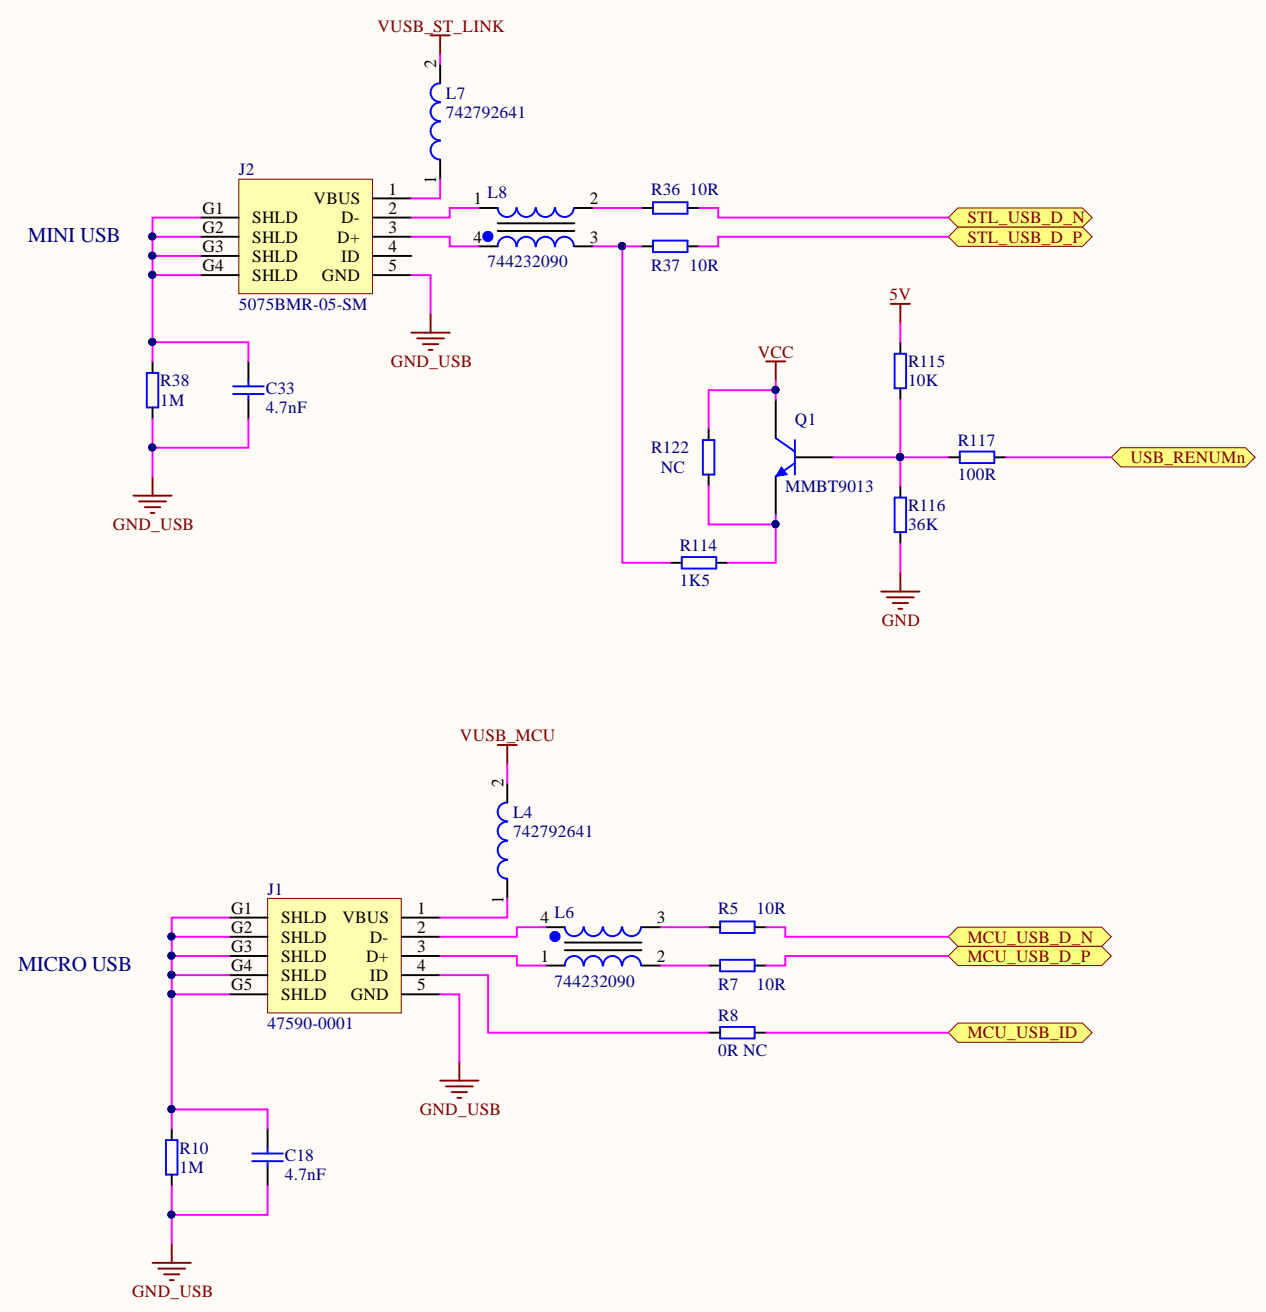 VUSB_ST_LINK
2
L7
742792641
1
J2
VBUS 1
G1 SHLD D- 2
G2 SHLD D+ 3
G3 SHLD ID 4
G4 SHLD GND 5
5075BMR-05-SM
MINI USB
1 L8 2
4 3
744232090
R36 10R
R37 10R
STL_USB_D_N
STL_USB_D_P
GND_USB
R38
1M
C33
4.7nF
GND_USB
5V
R115
10K
VCC
Q1
MMBT9013
R122
NC
R117
100R
USB_RENUMn
R116
36K
R114
1K5
GND
VUSB_MCU
2
L4
742792641
1
J1
G1 SHLD VBUS 1
G2 SHLD D- 2
G3 SHLD D+ 3
G4 SHLD ID 4
G5 SHLD GND 5
47590-0001
MICRO USB
4 L6 3
1 2
744232090
R5 10R
R7 10R
MCU_USB_D_N
MCU_USB_D_P
R8
0R NC
MCU_USB_ID
GND_USB
R10
1M
C18
4.7nF
GND_USB